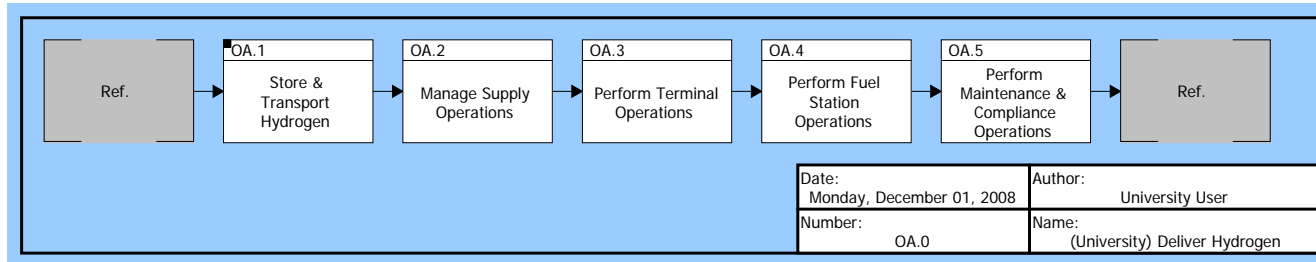 Ref.
OA.1
Store &
Transport
Hydrogen
OA.2
Manage Supply
Operations
OA.3
Perform Terminal
Operations
OA.4
Perform Fuel
Station
Operations
OA.5
Perform
Maintenance &
Compliance
Operations
Ref.
Date:
Monday, December 01, 2008
Author:
University User
Number:
OA.0
Name:
(University) Deliver Hydrogen